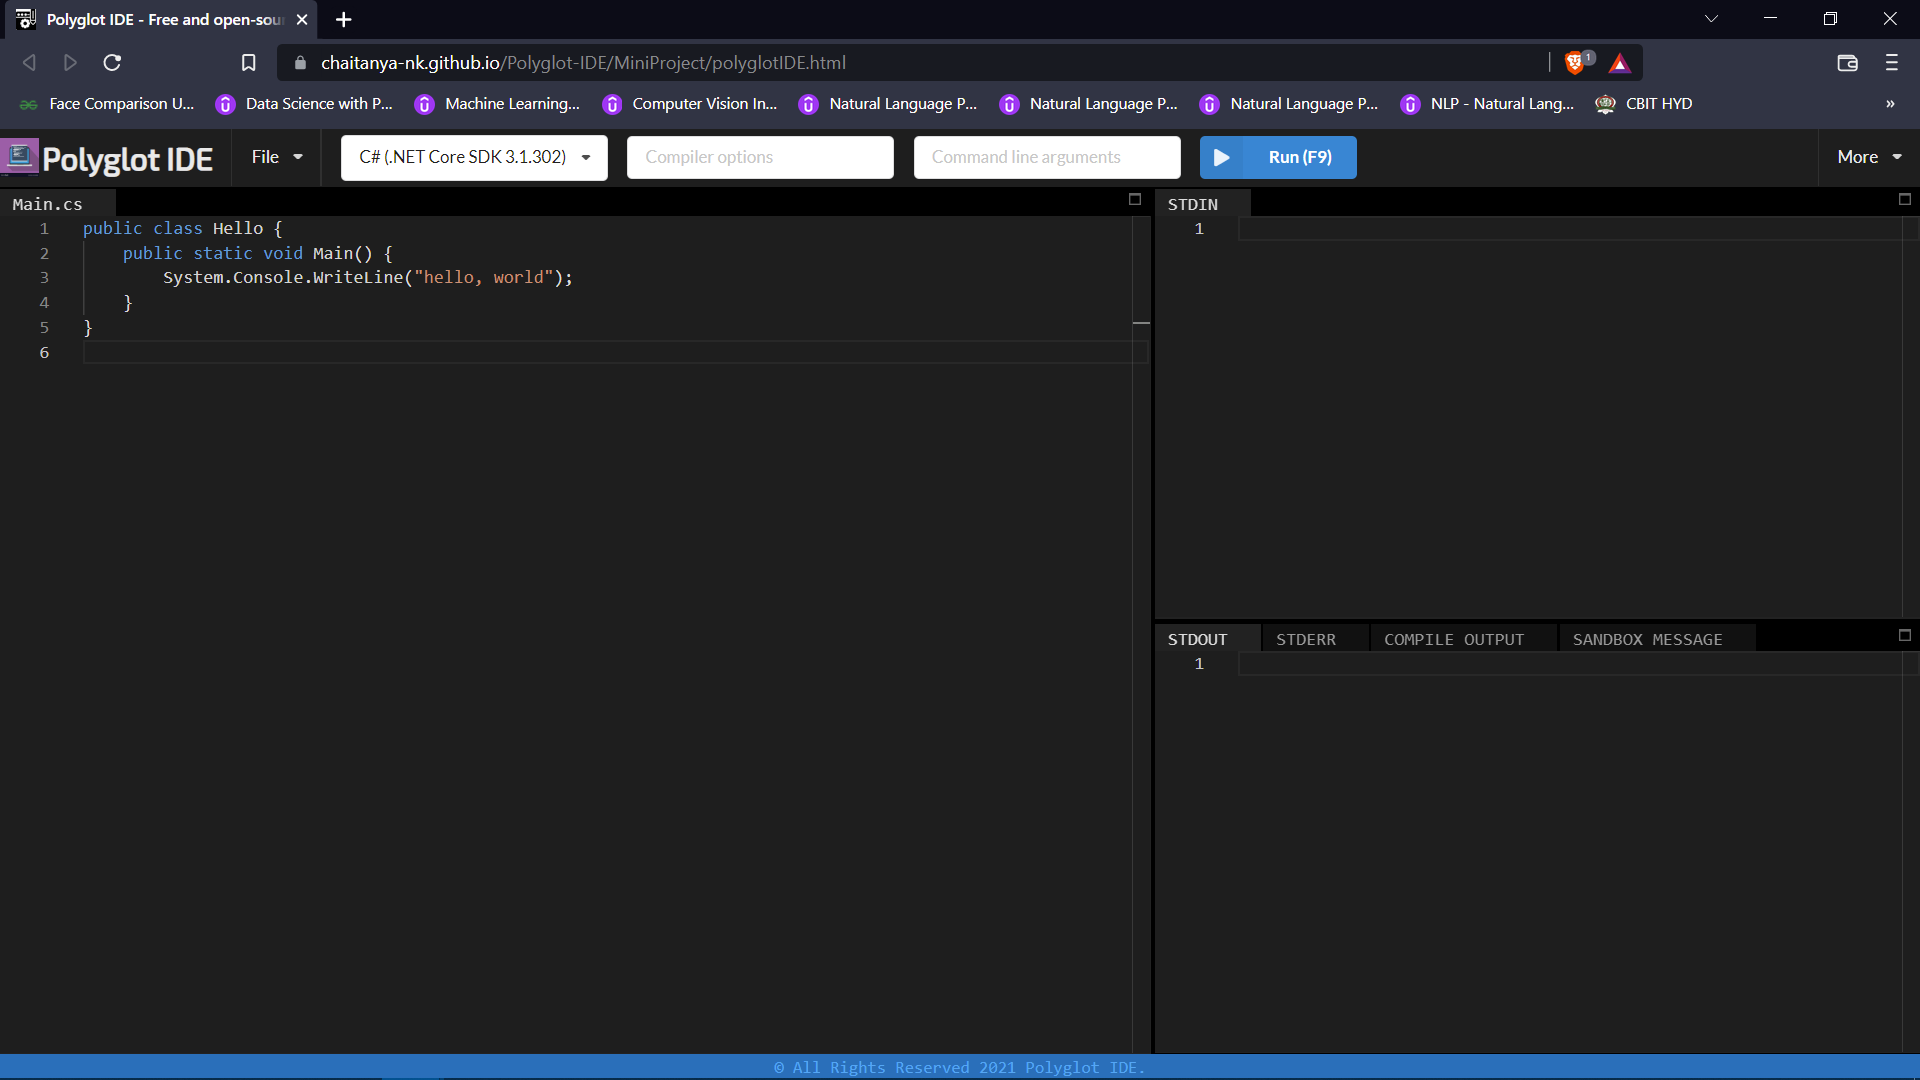 Polyglot IDE - Free and open-sou
chaitanya-nk.github.io/Polyglot-IDE/MiniProject/polyglotIDE.html
1
Face Comparison U... Data Science with P... Machine Learning... Computer Vision In... Natural Language P... Natural Language P... Natural Language P... NLP - Natural Lang... CBIT HYD »
Polyglot IDE File C# (.NET Core SDK 3.1.302) Compiler options Command line arguments Run (F9) More
Main.cs
1 public class Hello {
2     public static void Main() {
3         System.Console.WriteLine("hello, world");
4     }
5 }
6
STDIN
1
STDOUT STDERR COMPILE OUTPUT SANDBOX MESSAGE
1
© All Rights Reserved 2021 Polyglot IDE.